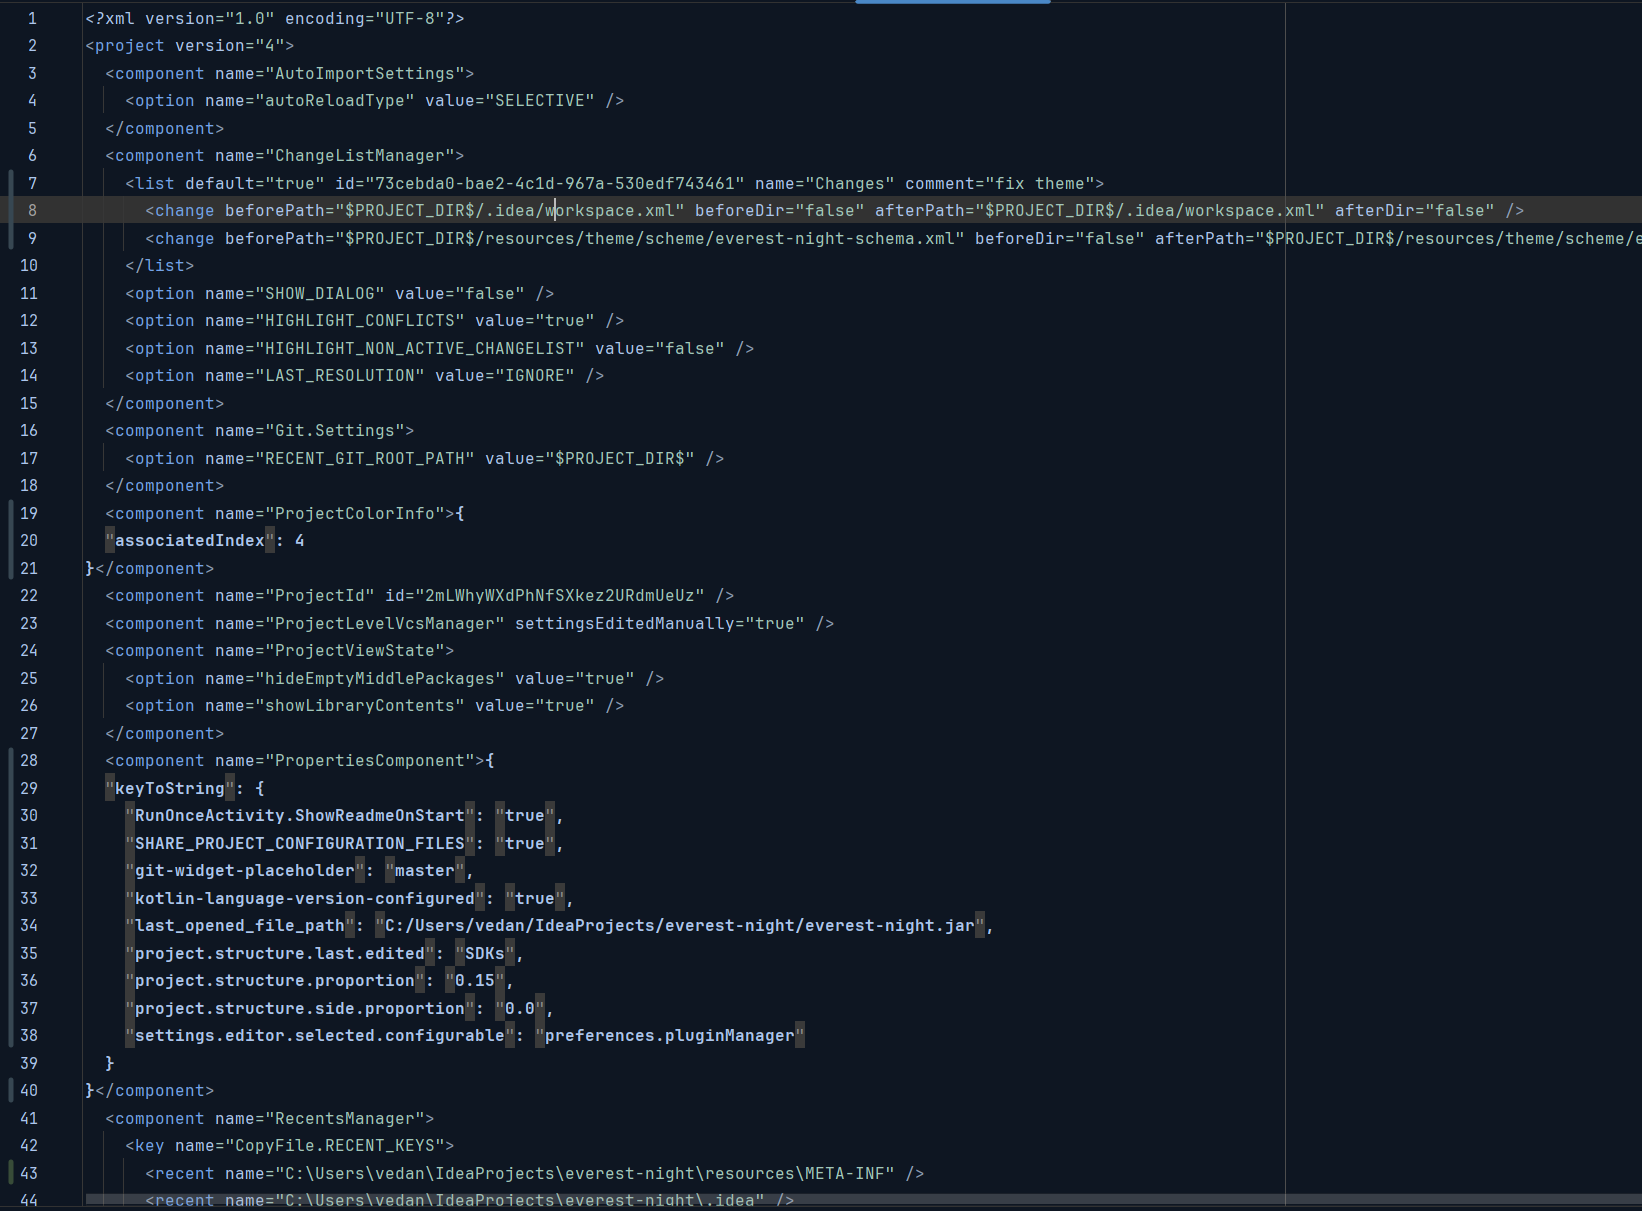 1 <?xml version="1.0" encoding="UTF-8"?>
2 <project version="4">
3 <component name="AutoImportSettings">
4 <option name="autoReloadType" value="SELECTIVE" />
5 </component>
6 <component name="ChangeListManager">
7 <list default="true" id="73cebda0-bae2-4c1d-967a-530edf743461" name="Changes" comment="fix theme">
8 <change beforePath="$PROJECT_DIR$/.idea/workspace.xml" beforeDir="false" afterPath="$PROJECT_DIR$/.idea/workspace.xml" afterDir="false" />
9 <change beforePath="$PROJECT_DIR$/resources/theme/scheme/everest-night-schema.xml" beforeDir="false" afterPath="$PROJECT_DIR$/resources/theme/scheme/e
10 </list>
11 <option name="SHOW_DIALOG" value="false" />
12 <option name="HIGHLIGHT_CONFLICTS" value="true" />
13 <option name="HIGHLIGHT_NON_ACTIVE_CHANGELIST" value="false" />
14 <option name="LAST_RESOLUTION" value="IGNORE" />
15 </component>
16 <component name="Git.Settings">
17 <option name="RECENT_GIT_ROOT_PATH" value="$PROJECT_DIR$" />
18 </component>
19 <component name="ProjectColorInfo">{
20 "associatedIndex": 4
21 }</component>
22 <component name="ProjectId" id="2mLWhyWXdPhNfSXkez2URdmUeUz" />
23 <component name="ProjectLevelVcsManager" settingsEditedManually="true" />
24 <component name="ProjectViewState">
25 <option name="hideEmptyMiddlePackages" value="true" />
26 <option name="showLibraryContents" value="true" />
27 </component>
28 <component name="PropertiesComponent">{
29 "keyToString": {
30 "RunOnceActivity.ShowReadmeOnStart": "true",
31 "SHARE_PROJECT_CONFIGURATION_FILES": "true",
32 "git-widget-placeholder": "master",
33 "kotlin-language-version-configured": "true",
34 "last_opened_file_path": "C:/Users/vedan/IdeaProjects/everest-night/everest-night.jar",
35 "project.structure.last.edited": "SDKs",
36 "project.structure.proportion": "0.15",
37 "project.structure.side.proportion": "0.0",
38 "settings.editor.selected.configurable": "preferences.pluginManager"
39 }
40 }</component>
41 <component name="RecentsManager">
42 <key name="CopyFile.RECENT_KEYS">
43 <recent name="C:\Users\vedan\IdeaProjects\everest-night\resources\META-INF" />
44 <recent name="C:\Users\vedan\IdeaProjects\everest-night\.idea" />